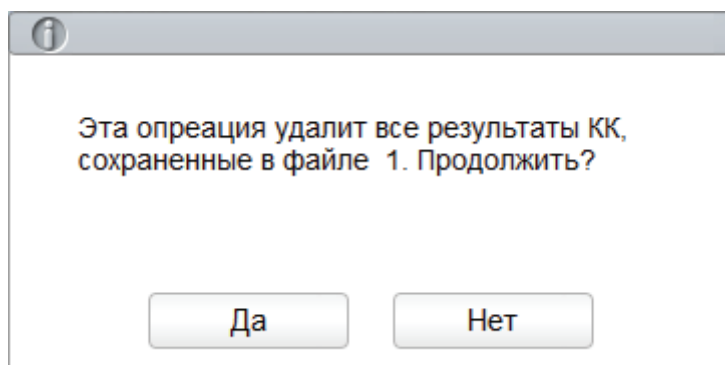 Эта опреация удалит все результаты КК,
сохраненные в файле  1. Продолжить?
Да
Нет